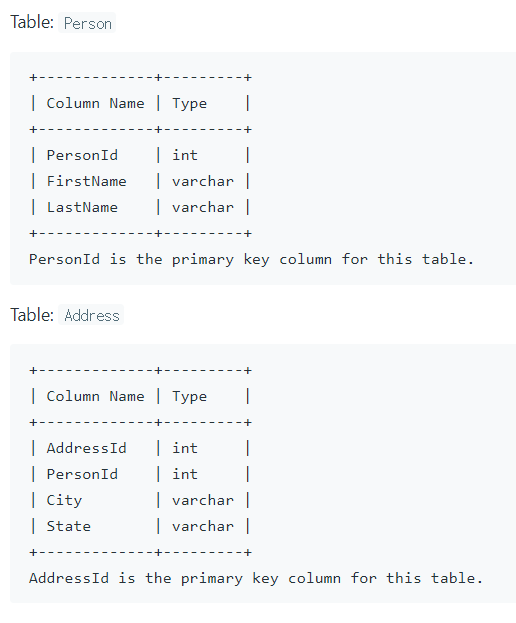 Table: Person
+-------------+---------+
| Column Name | Type    |
+-------------+---------+
| PersonId    | int     |
| FirstName   | varchar |
| LastName    | varchar |
+-------------+---------+
PersonId is the primary key column for this table.
Table: Address
+-------------+---------+
| Column Name | Type    |
+-------------+---------+
| AddressId   | int     |
| PersonId    | int     |
| City        | varchar |
| State       | varchar |
+-------------+---------+
AddressId is the primary key column for this table.